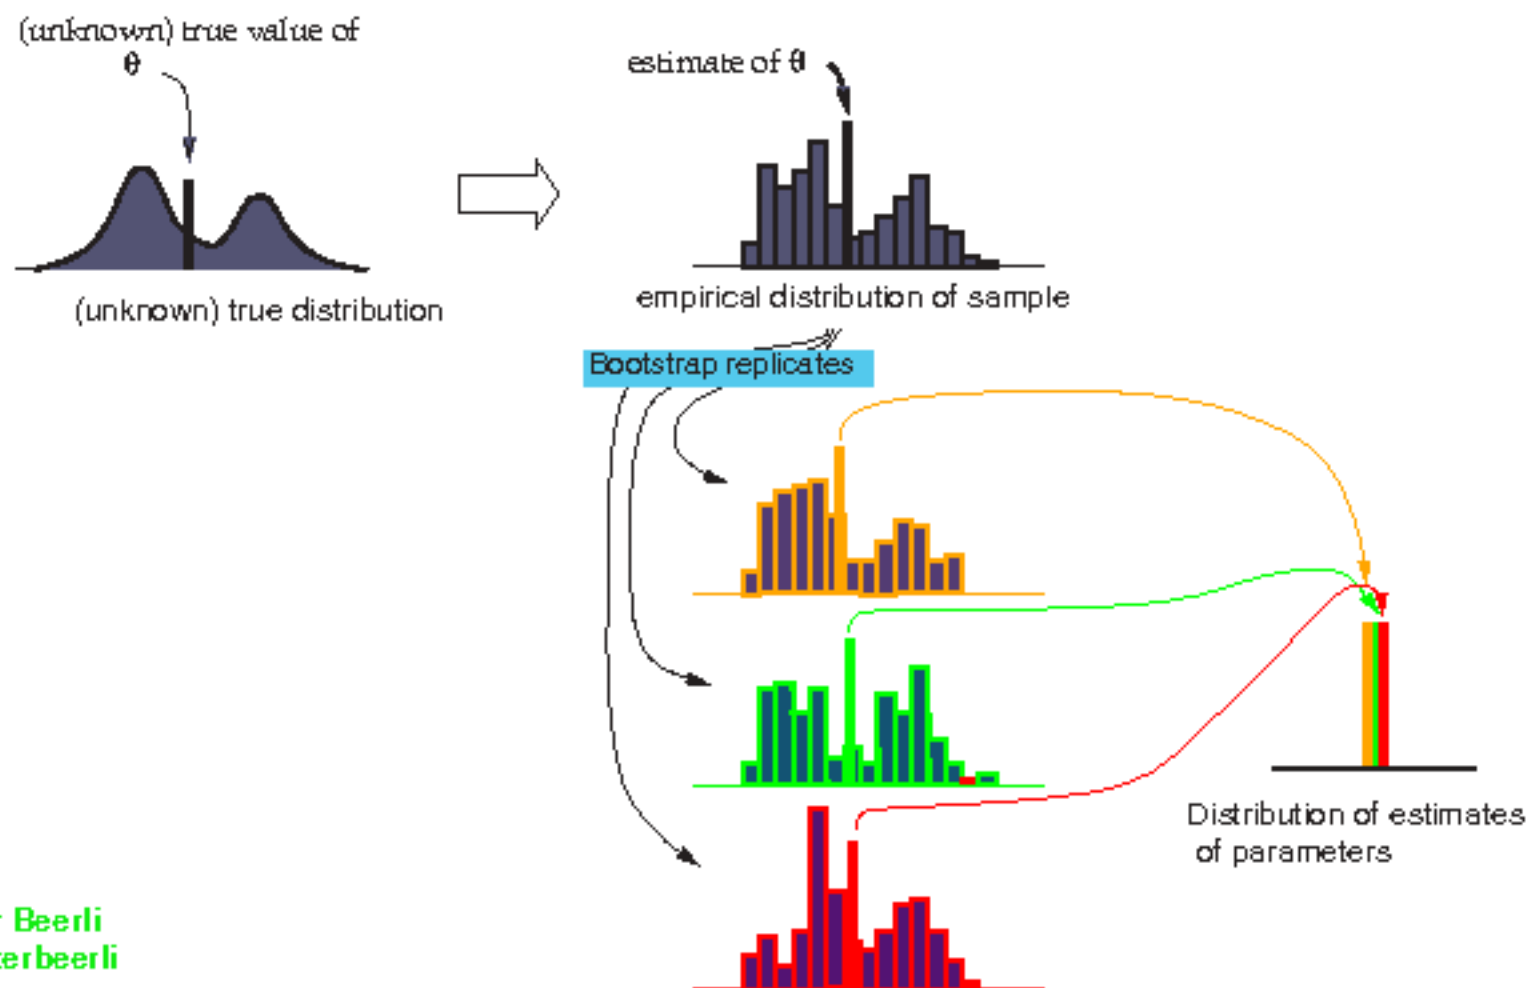 (unknown) true value of
θ
estimate of θ
(unknown) true distribution
empirical distribution of sample
Bootstrap replicates
Distribution of estimates
of parameters
Beerli